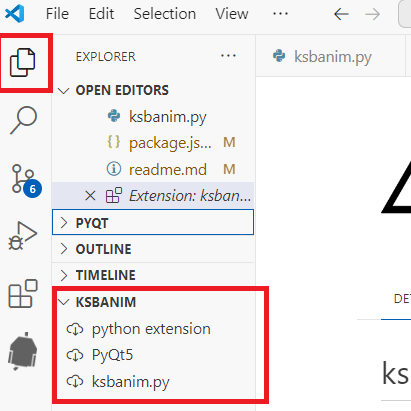 File Edit Selection View ···
EXPLORER ···
ksbanim.py
OPEN EDITORS
ksbanim.py
package.js... M
readme.md M
Extension: ksban...
PYQT
OUTLINE
TIMELINE
KSBANIM
python extension
PyQt5
ksbanim.py
6
DE
ks